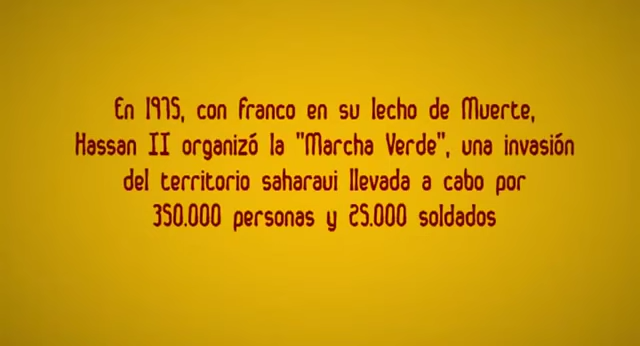 En 1975, con Franco en su lecho de Muerte,
Hassan II organizó la "Marcha Verde", una invasión
del territorio saharaui llevada a cabo por
350.000 personas y 25.000 soldados